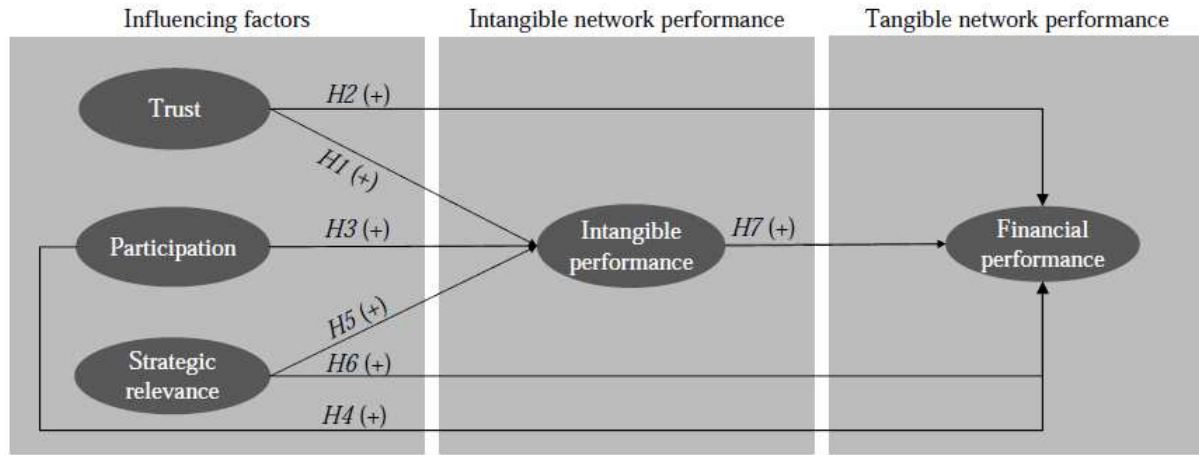 Influencing factors
Intangible network performance
Tangible network performance
Trust
H2 (+)
H1 (+)
Participation
H3 (+)
Intangible
performance
H7 (+)
Financial
performance
H5 (+)
Strategic
relevance
H6 (+)
H4 (+)